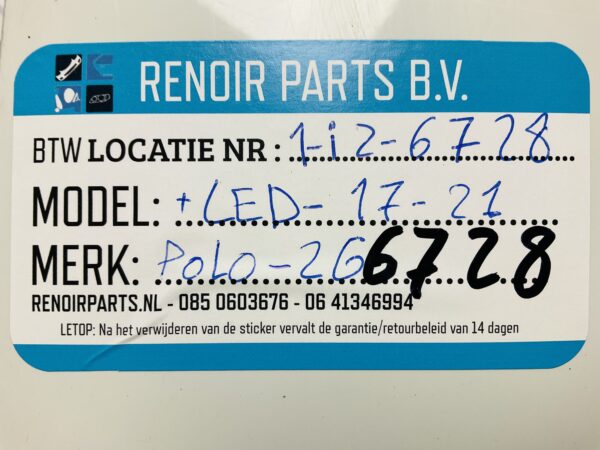 RENOIR PARTS B.V.
BTW LOCATIE NR : 1-i2-6728
MODEL: + LED-17-21
MERK: POLO-2G 6728
RENOIRPARTS.NL - 085 0603676 - 06 41346994
LETOP: Na het verwijderen van de sticker vervalt de garantie/retourbeleid van 14 dagen